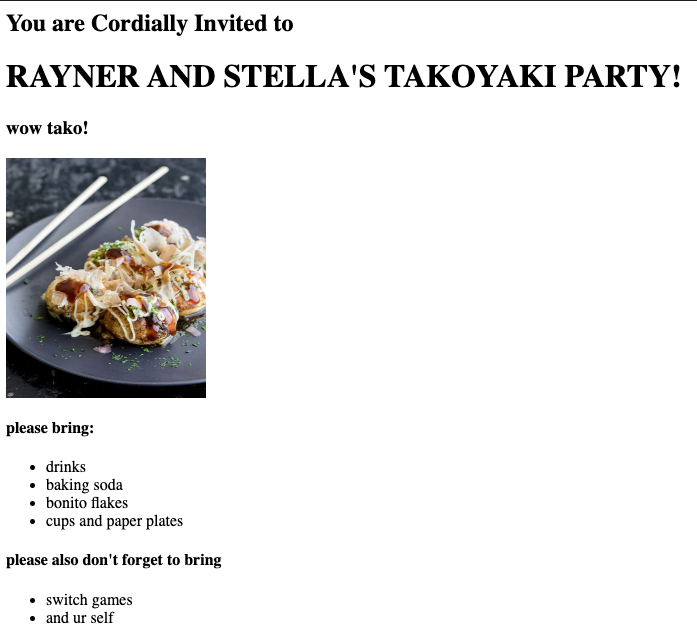 You are Cordially Invited to
RAYNER AND STELLA'S TAKOYAKI PARTY!
wow tako!
please bring:
drinks
baking soda
bonito flakes
cups and paper plates
please also don't forget to bring
switch games
and ur self